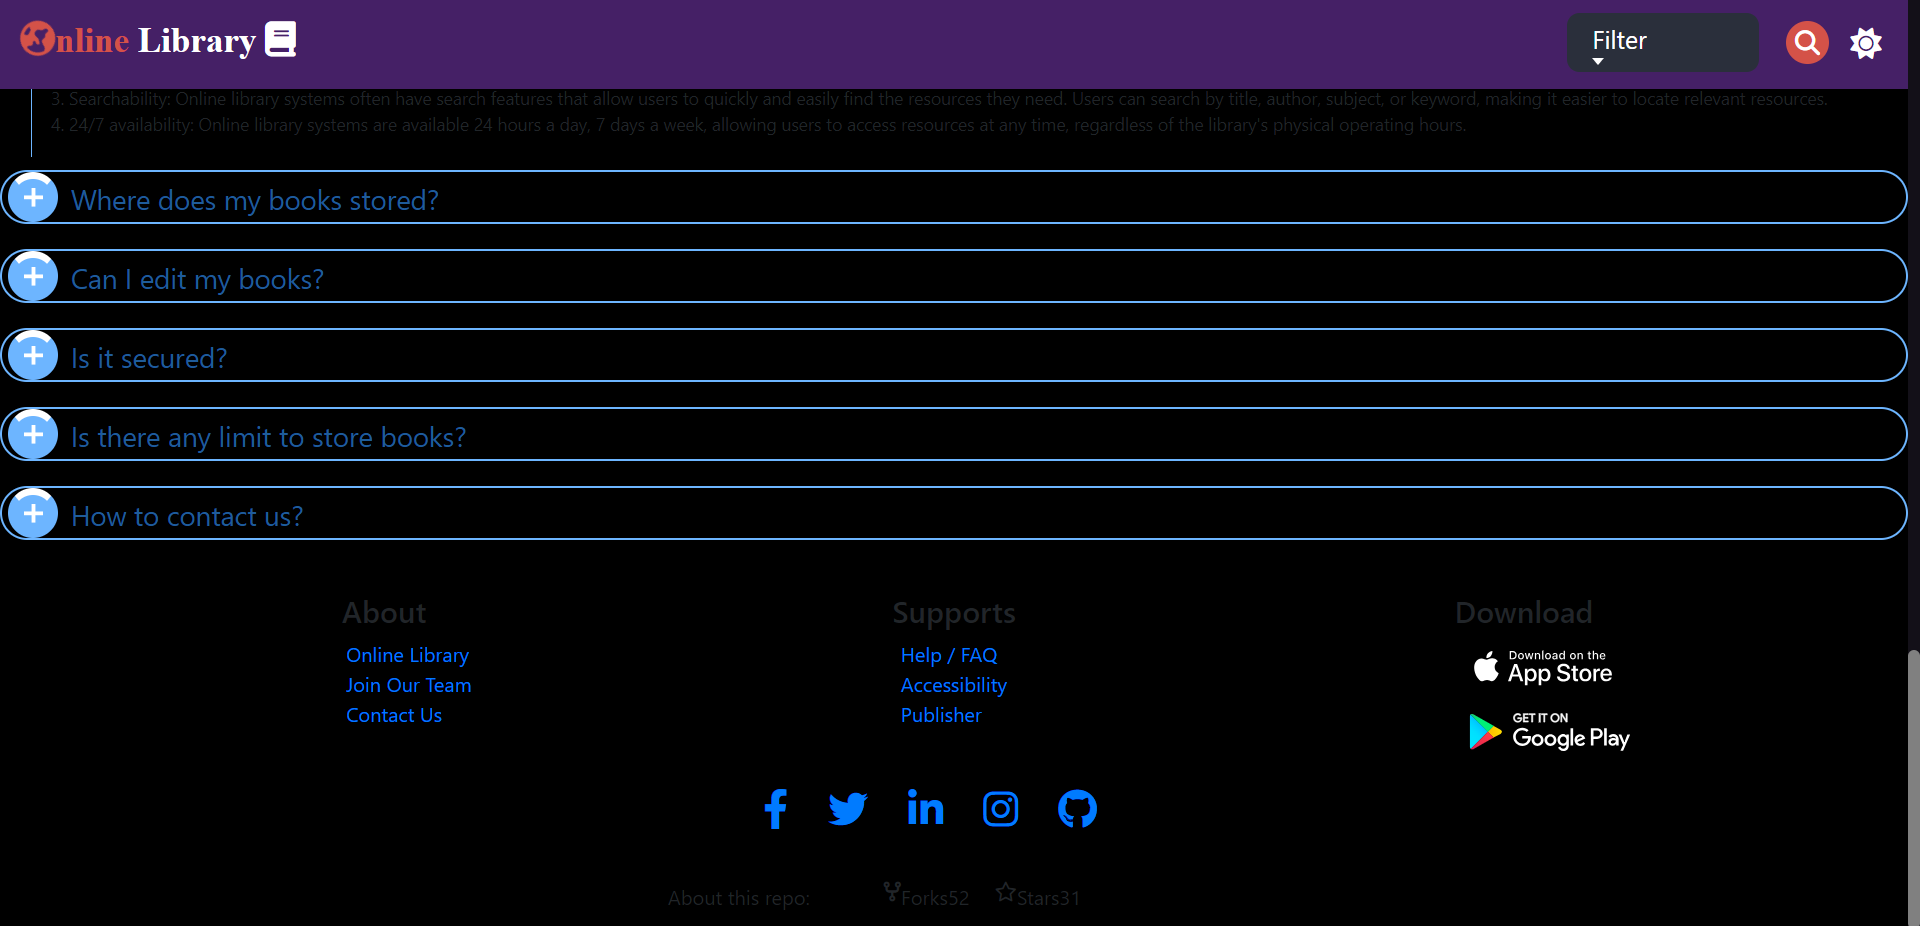 Online Library
Filter
3. Searchability: Online library systems often have search features that allow users to quickly and easily find the resources they need. Users can search by title, author, subject, or keyword, making it easier to locate relevant resources.
4. 24/7 availability: Online library systems are available 24 hours a day, 7 days a week, allowing users to access resources at any time, regardless of the library's physical operating hours.
Where does my books stored?
Can I edit my books?
Is it secured?
Is there any limit to store books?
How to contact us?
About
Online Library
Join Our Team
Contact Us
Supports
Help / FAQ
Accessibility
Publisher
Download
Download on the
App Store
GET IT ON
Google Play
About this repo: Forks52 Stars31